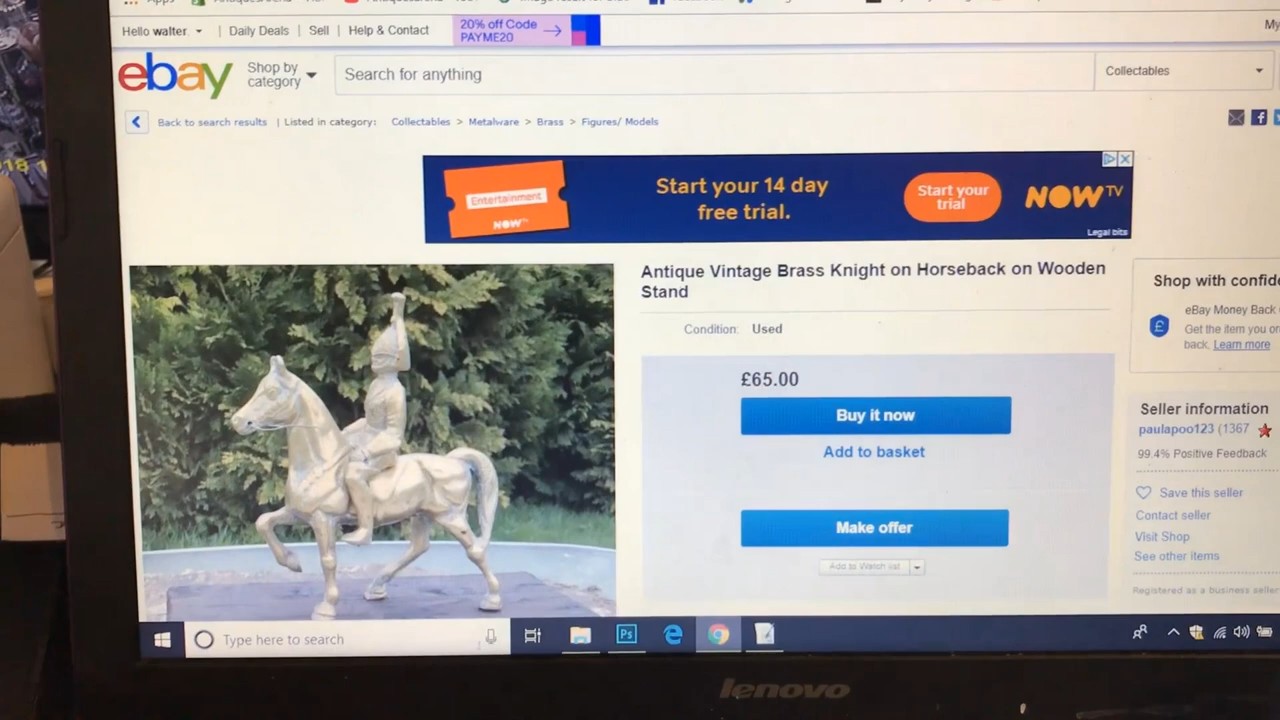 Apps
Hello walter
Daily Deals
Sell
Help & Contact
20% off Code
PAYME20
My
ebay
Shop by
category
Search for anything
Collectables
Back to search results | Listed in category: Collectables > Metalware > Brass > Figures/ Models
Entertainment
NOW
Start your 14 day
free trial.
Start your
trial
NOW TV
Legal bits
Antique Vintage Brass Knight on Horseback on Wooden
Stand
Condition: Used
£65.00
Buy it now
Add to basket
Make offer
Add to Watch list
Shop with confid
eBay Money Back
Get the item you or
back. Learn more
Seller information
paulapoo123 (1367
99.4% Positive Feedback
Save this seller
Contact seller
Visit Shop
See other items
Registered as a business seller
Type here to search
Ps
lenovo